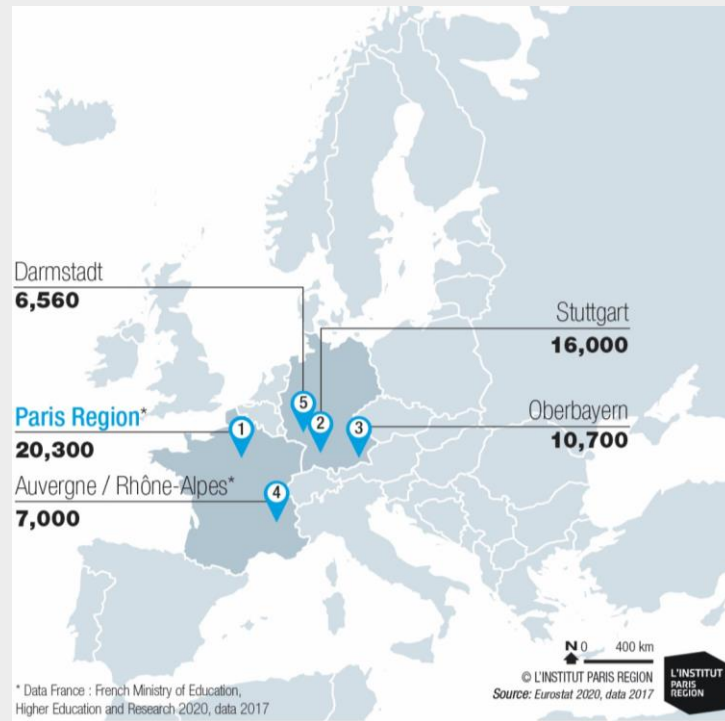 Darmstadt
6,560
Stuttgart
16,000
5
2
Oberbayern
10,700
Paris Region*
20,300
1
3
Auvergne / Rhône-Alpes*
7,000
4
N 0 400 km
© L'INSTITUT PARIS REGION
Source: Eurostat 2020, data 2017
L'INSTITUT
PARIS
REGION
* Data France : French Ministry of Education,
Higher Education and Research 2020, data 2017